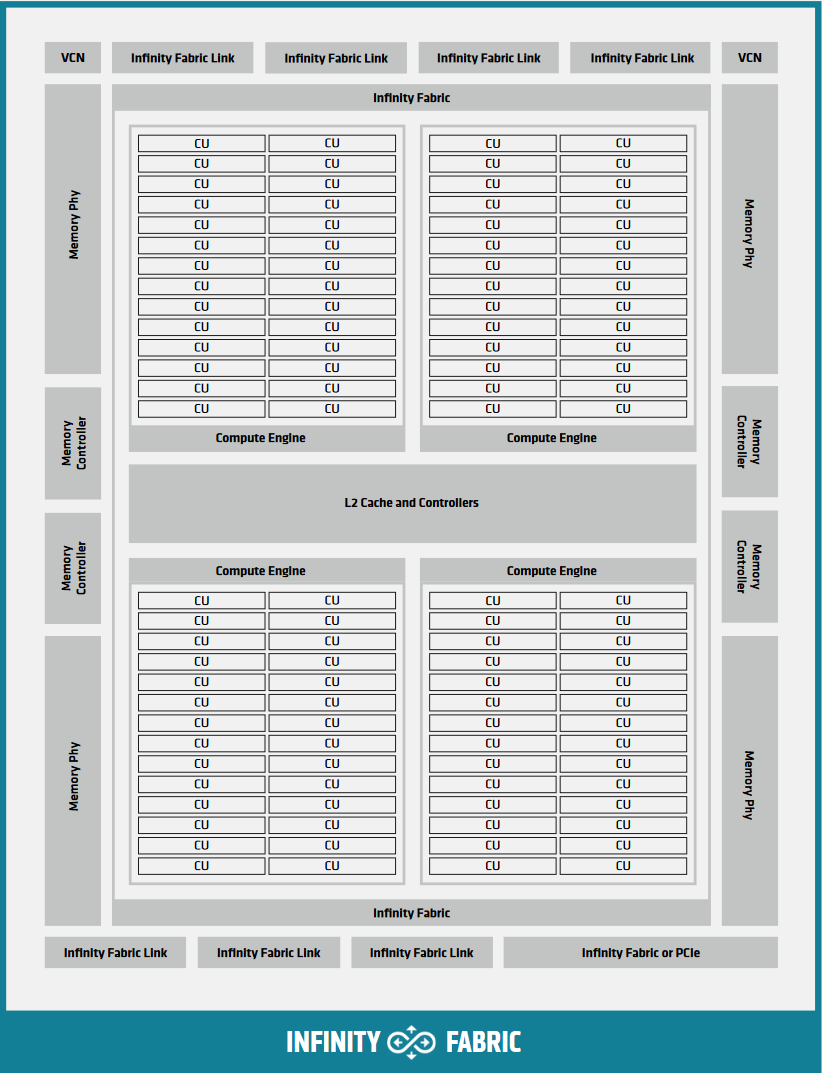 VCN Infinity Fabric Link Infinity Fabric Link Infinity Fabric Link Infinity Fabric Link VCN
Infinity Fabric
CU CU CU CU
CU CU CU CU
CU CU CU CU
CU CU CU CU
CU CU CU CU
CU CU CU CU
CU CU CU CU
CU CU CU CU
CU CU CU CU
CU CU CU CU
CU CU CU CU
CU CU CU CU
CU CU CU CU
CU CU CU CU
Memory Phy
Memory Phy
Compute Engine Compute Engine
Memory
Controller
Memory
Controller
L2 Cache and Controllers
Memory
Controller
Memory
Controller
Compute Engine Compute Engine
CU CU CU CU
CU CU CU CU
CU CU CU CU
CU CU CU CU
CU CU CU CU
CU CU CU CU
CU CU CU CU
CU CU CU CU
CU CU CU CU
CU CU CU CU
CU CU CU CU
CU CU CU CU
CU CU CU CU
CU CU CU CU
Memory Phy
Memory Phy
Infinity Fabric
Infinity Fabric Link Infinity Fabric Link Infinity Fabric Link Infinity Fabric or PCIe
INFINITY FABRIC